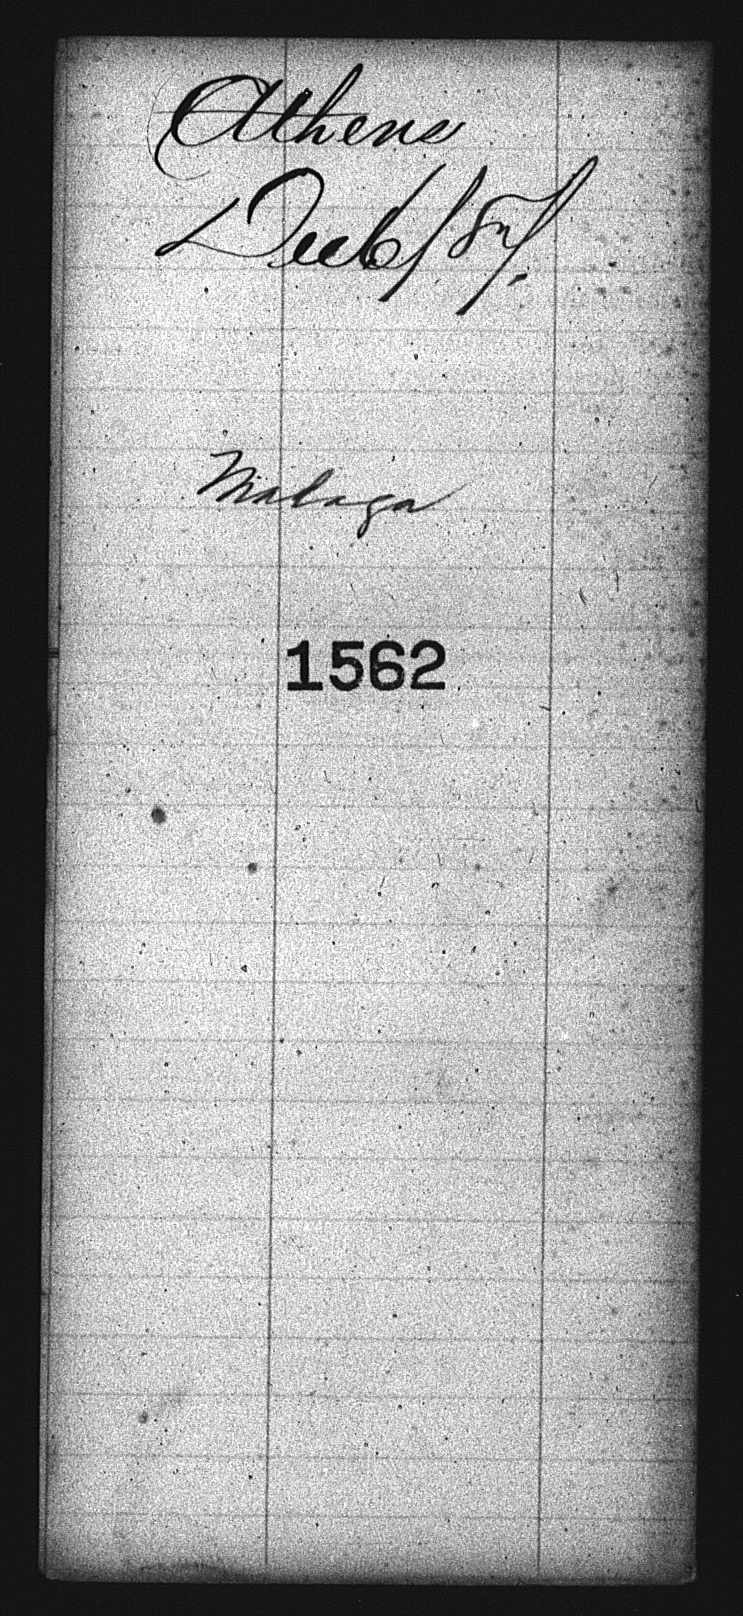 Athens
Dec 6/87.
Malaga
1562